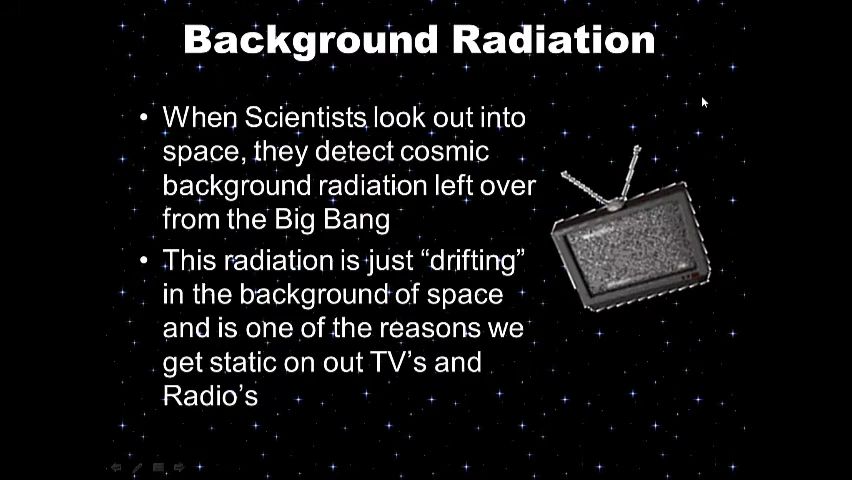 Background Radiation
• When Scientists look out into
space, they detect cosmic
background radiation left over
from the Big Bang
• This radiation is just “drifting”
in the background of space
and is one of the reasons we
get static on out TV’s and
Radio’s